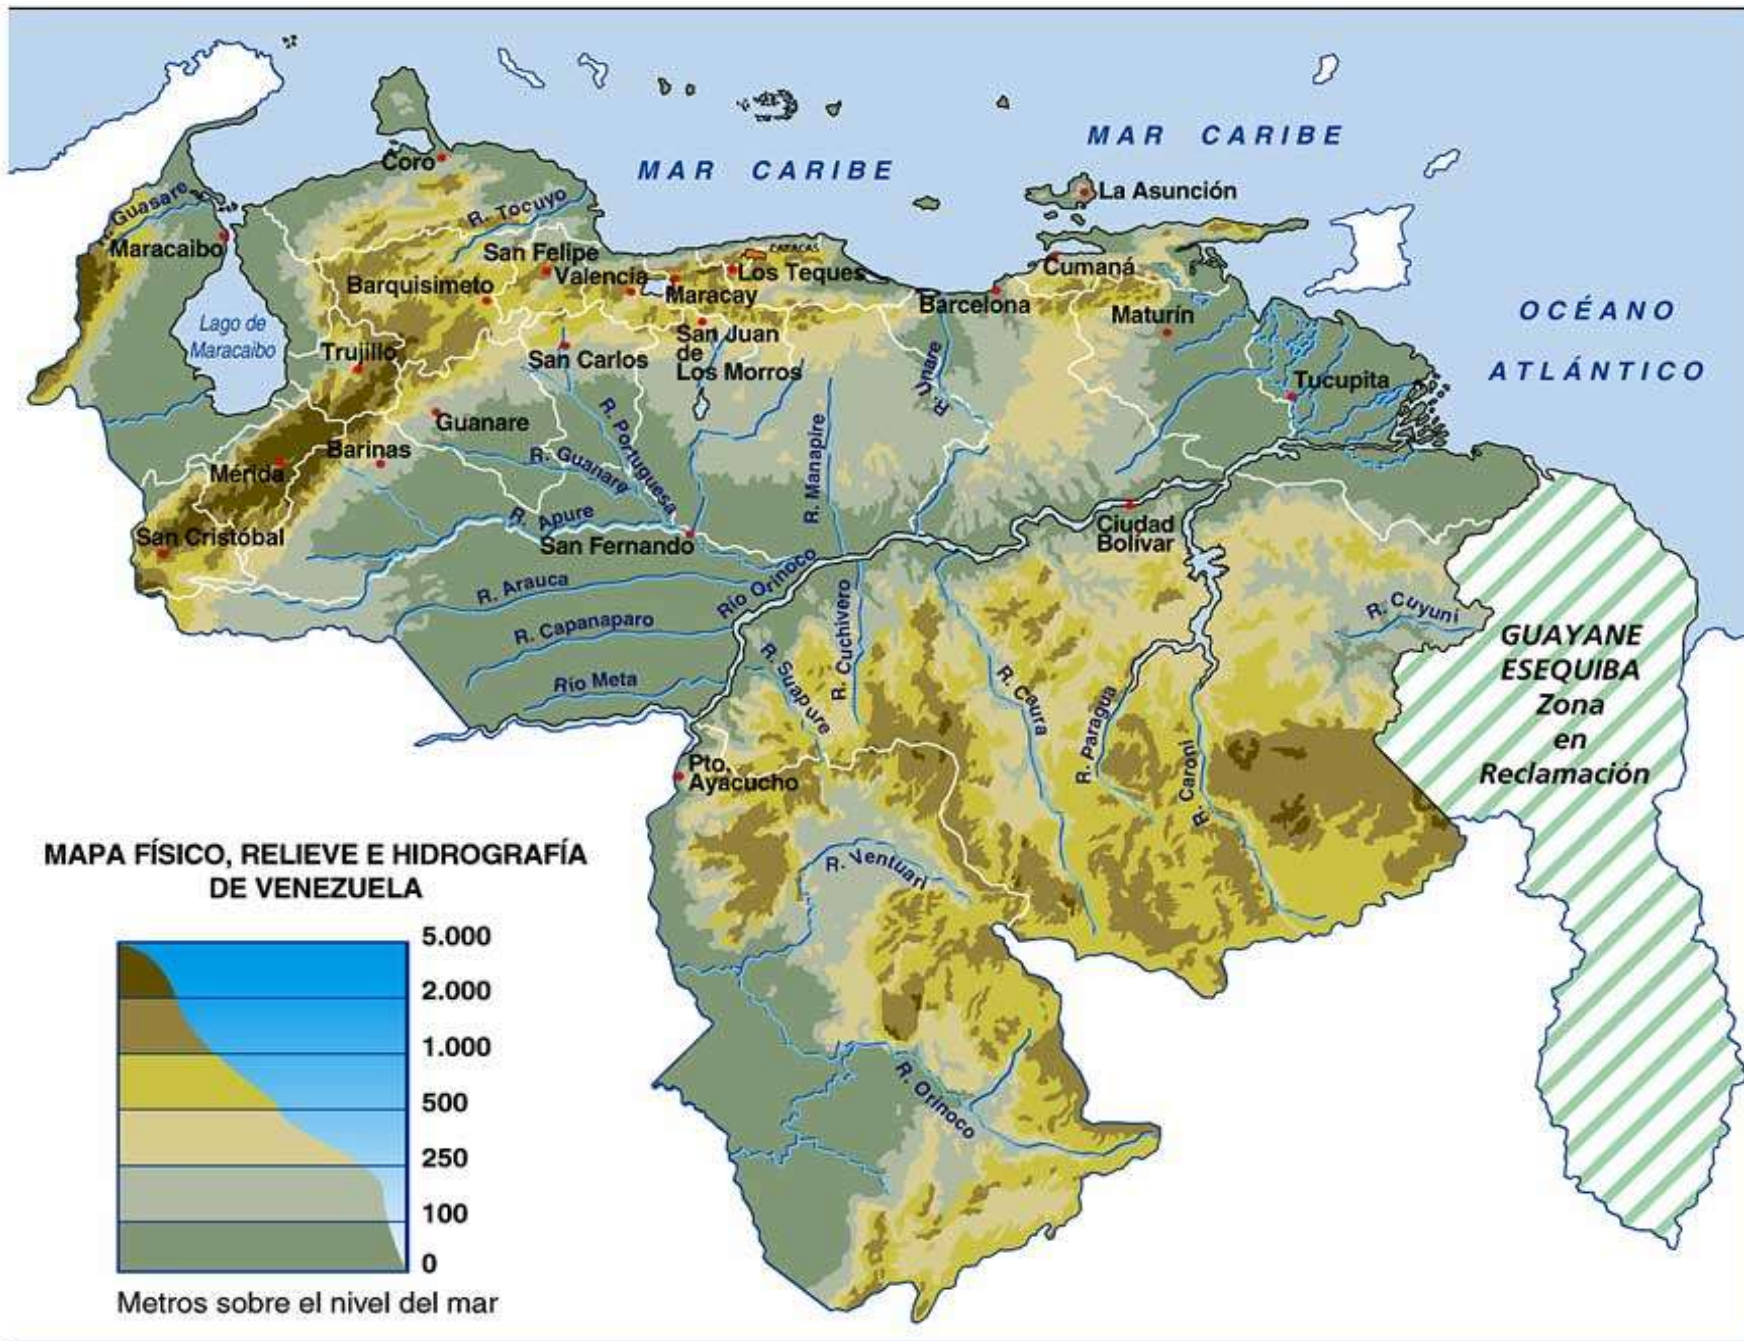 MAR CARIBE
MAR CARIBE
Coro
La Asunción
Guasare
R. Tocuyo
Maracaibo
San Felipe
CARACAS
Valencia
Los Teques
Cumaná
Barquisimeto
Maracay
Barcelona
Maturín
OCÉANO
ATLÁNTICO
Lago de
Maracaibo
San Juan
de
Los Morros
Trujillo
San Carlos
R. Unare
Tucupita
Guanare
R. Portuguesa
R. Manapire
Barinas
R. Guanare
Mérida
R. Apure
San Cristóbal
San Fernando
Ciudad
Bolívar
R. Arauca
Río Orinoco
R. Cuchivero
R. Cuyuni
R. Capanaparo
GUAYANE
ESEQUIBA
Zona
en
Reclamación
Río Meta
R. Suapure
R. Caura
R. Paragua
R. Caroní
Pto.
Ayacucho
R. Ventuari
R. Orinoco
MAPA FÍSICO, RELIEVE E HIDROGRAFÍA
DE VENEZUELA
5.000
2.000
1.000
500
250
100
0
Metros sobre el nivel del mar